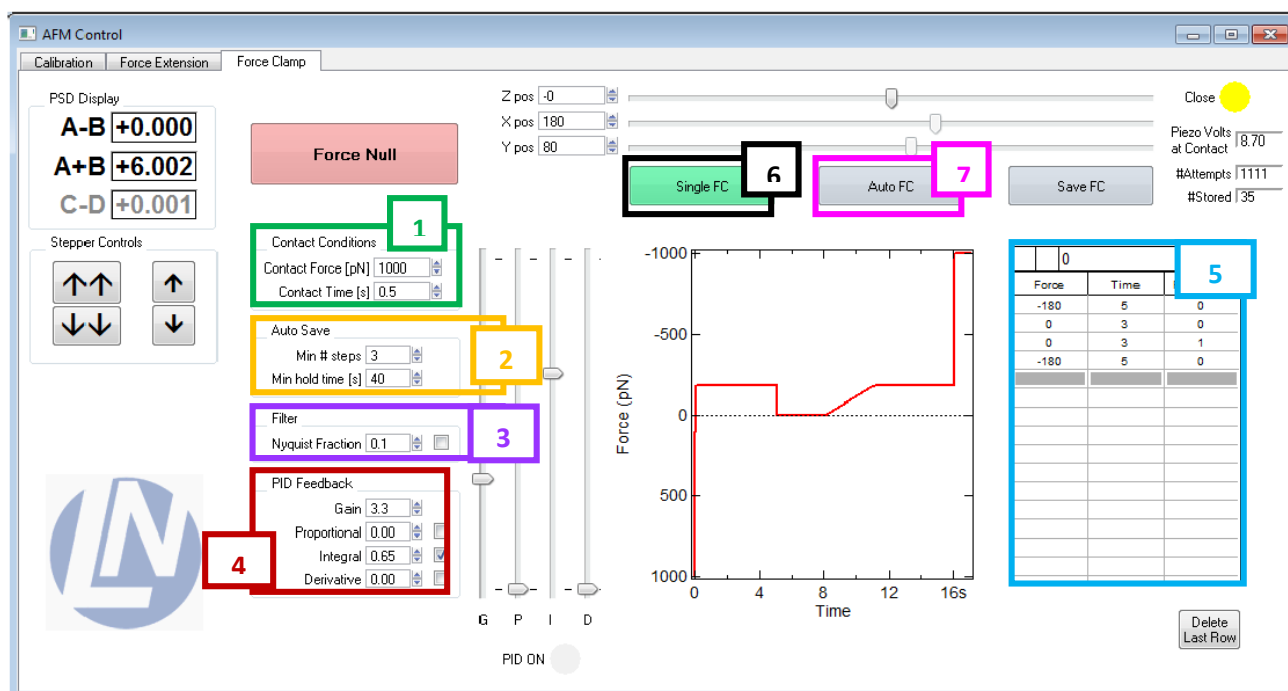 AFM Control
Calibration Force Extension Force Clamp
PSD Display
A-B +0.000
A+B +6.002
C-D +0.001
Force Null
Z pos -0
X pos 180
Y pos 80
Close
Piezo Volts at Contact 8.70
#Attempts 1111
#Stored 35
Single FC 6
Auto FC 7
Save FC
Stepper Controls
1
Contact Conditions
Contact Force [pN] 1000
Contact Time [s] 0.5
Auto Save
Min # steps 3
Min hold time [s] 40
2
Filter
Nyquist Fraction 0.1
3
PID Feedback
Gain 3.3
Proportional 0.00
Integral 0.65
Derivative 0.00
4
LN
G P I D
PID ON
Force (pN)
-1000
-500
0
500
1000
0 4 8 12 16s
Time
0
5
Force Time
-180 5 0
0 3 0
0 3 1
-180 5 0
Delete
Last Row